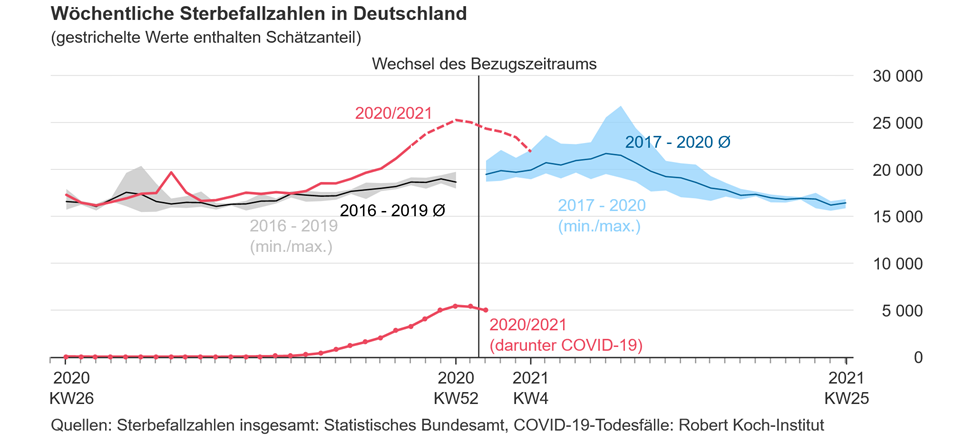 Wöchentliche Sterbefallzahlen in Deutschland
(gestrichelte Werte enthalten Schätzanteil)
Wechsel des Bezugszeitraums
30 000
2020/2021
25 000
2017 - 2020 Ø
20 000
2016 - 2019 Ø
2017 - 2020
(min./max.)
15 000
2016 - 2019
(min./max.)
10 000
5 000
2020/2021
(darunter COVID-19)
0
2020 2020 2021 2021
KW26 KW52 KW4 KW25
Quellen: Sterbefallzahlen insgesamt: Statistisches Bundesamt, COVID-19-Todesfälle: Robert Koch-Institut